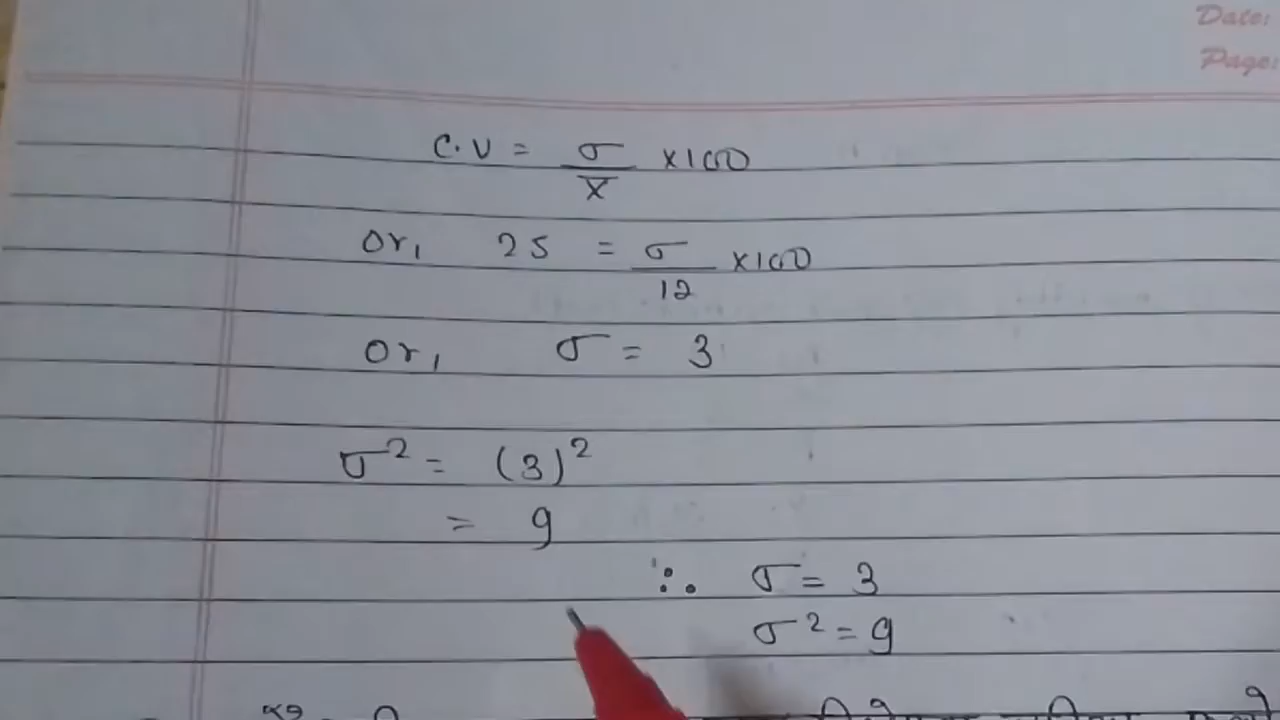 Date:
Page:
C.V = σ/X̄ ×100
or, 25 = σ/12 ×100
or, σ = 3
σ² = (3)²
= 9
∴ σ = 3
σ² = 9